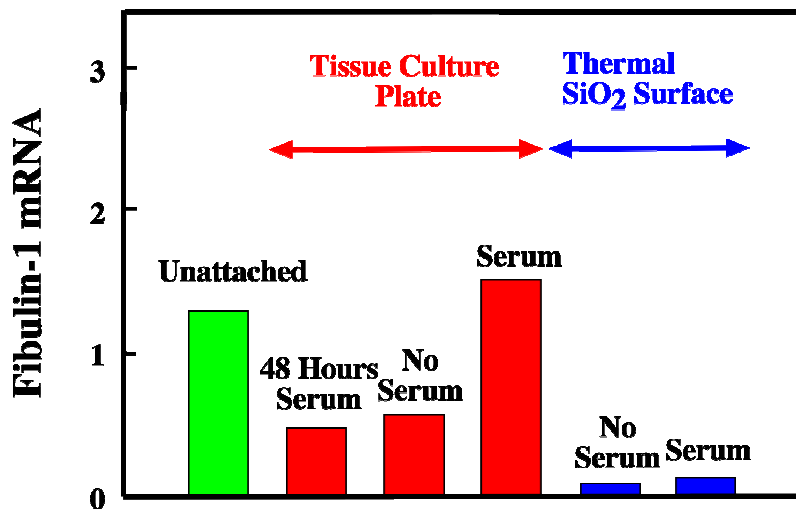 Fibulin-1 mRNA
3
2
1
0
Tissue Culture
Plate
Thermal
SiO2 Surface
Unattached
48 Hours
Serum
No
Serum
Serum
No
Serum
Serum